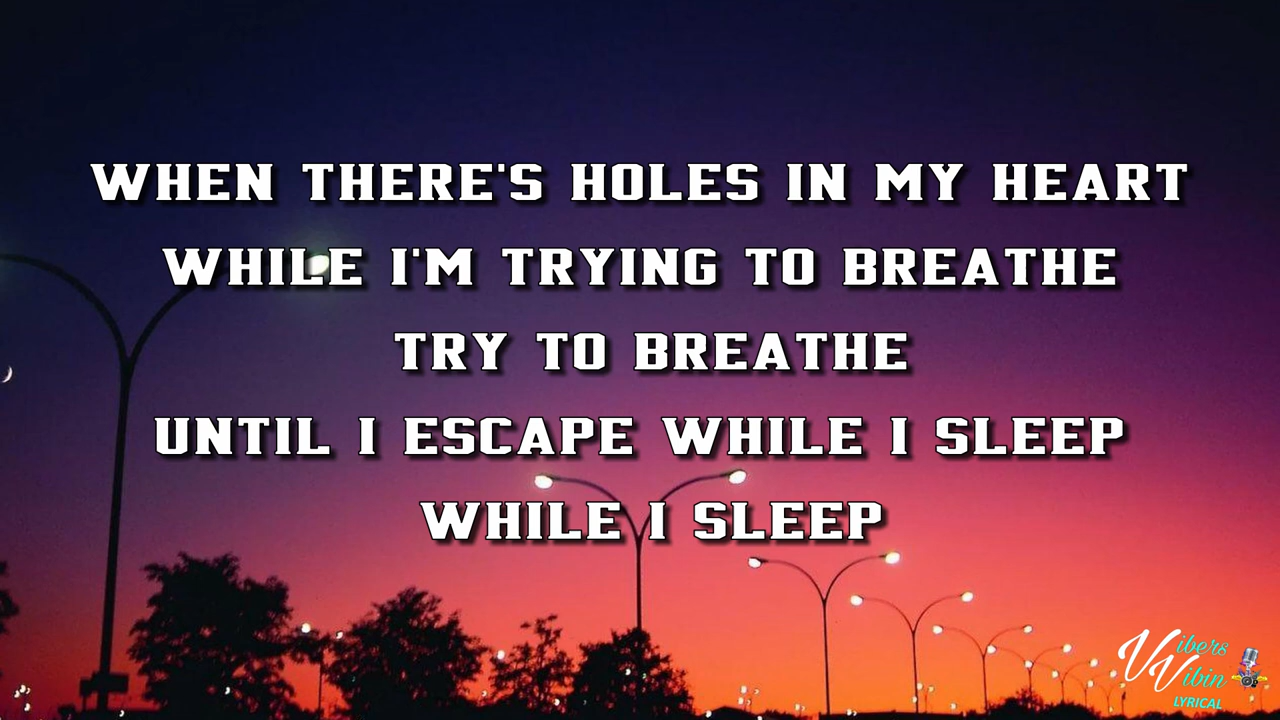 WHEN THERE'S HOLES IN MY HEART
WHILE I'M TRYING TO BREATHE
TRY TO BREATHE
UNTIL I ESCAPE WHILE I SLEEP
WHILE I SLEEP
Vibers
Vibin
LYRICAL